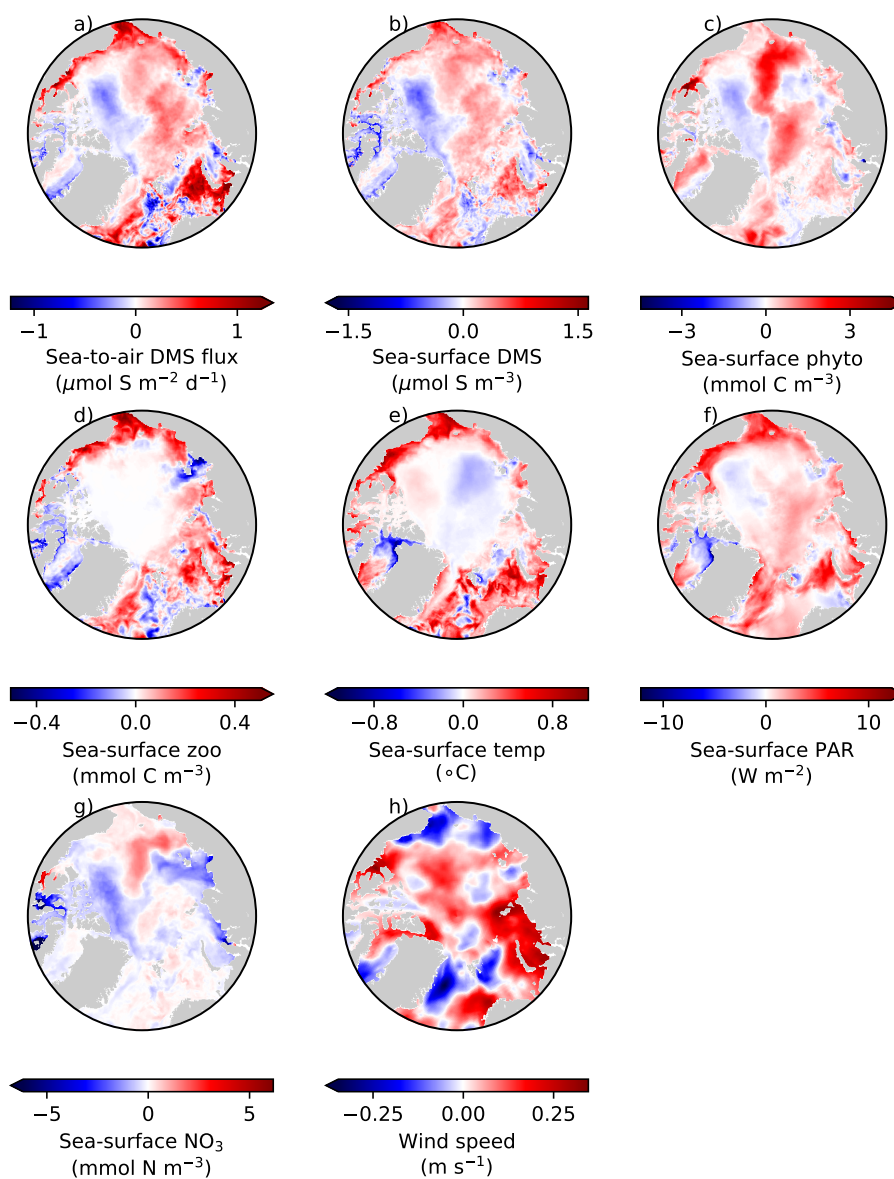 a) b) c)
−1 0 1 −1.5 0.0 1.5 −3 0 3
Sea-to-air DMS flux Sea-surface DMS Sea-surface phyto
(μmol S m⁻² d⁻¹) (μmol S m⁻³) (mmol C m⁻³)
d) e) f)
−0.4 0.0 0.4 −0.8 0.0 0.8 −10 0 10
Sea-surface zoo Sea-surface temp Sea-surface PAR
(mmol C m⁻³) (∘C) (W m⁻²)
g) h)
−5 0 5 −0.25 0.00 0.25
Sea-surface NO₃ Wind speed
(mmol N m⁻³) (m s⁻¹)